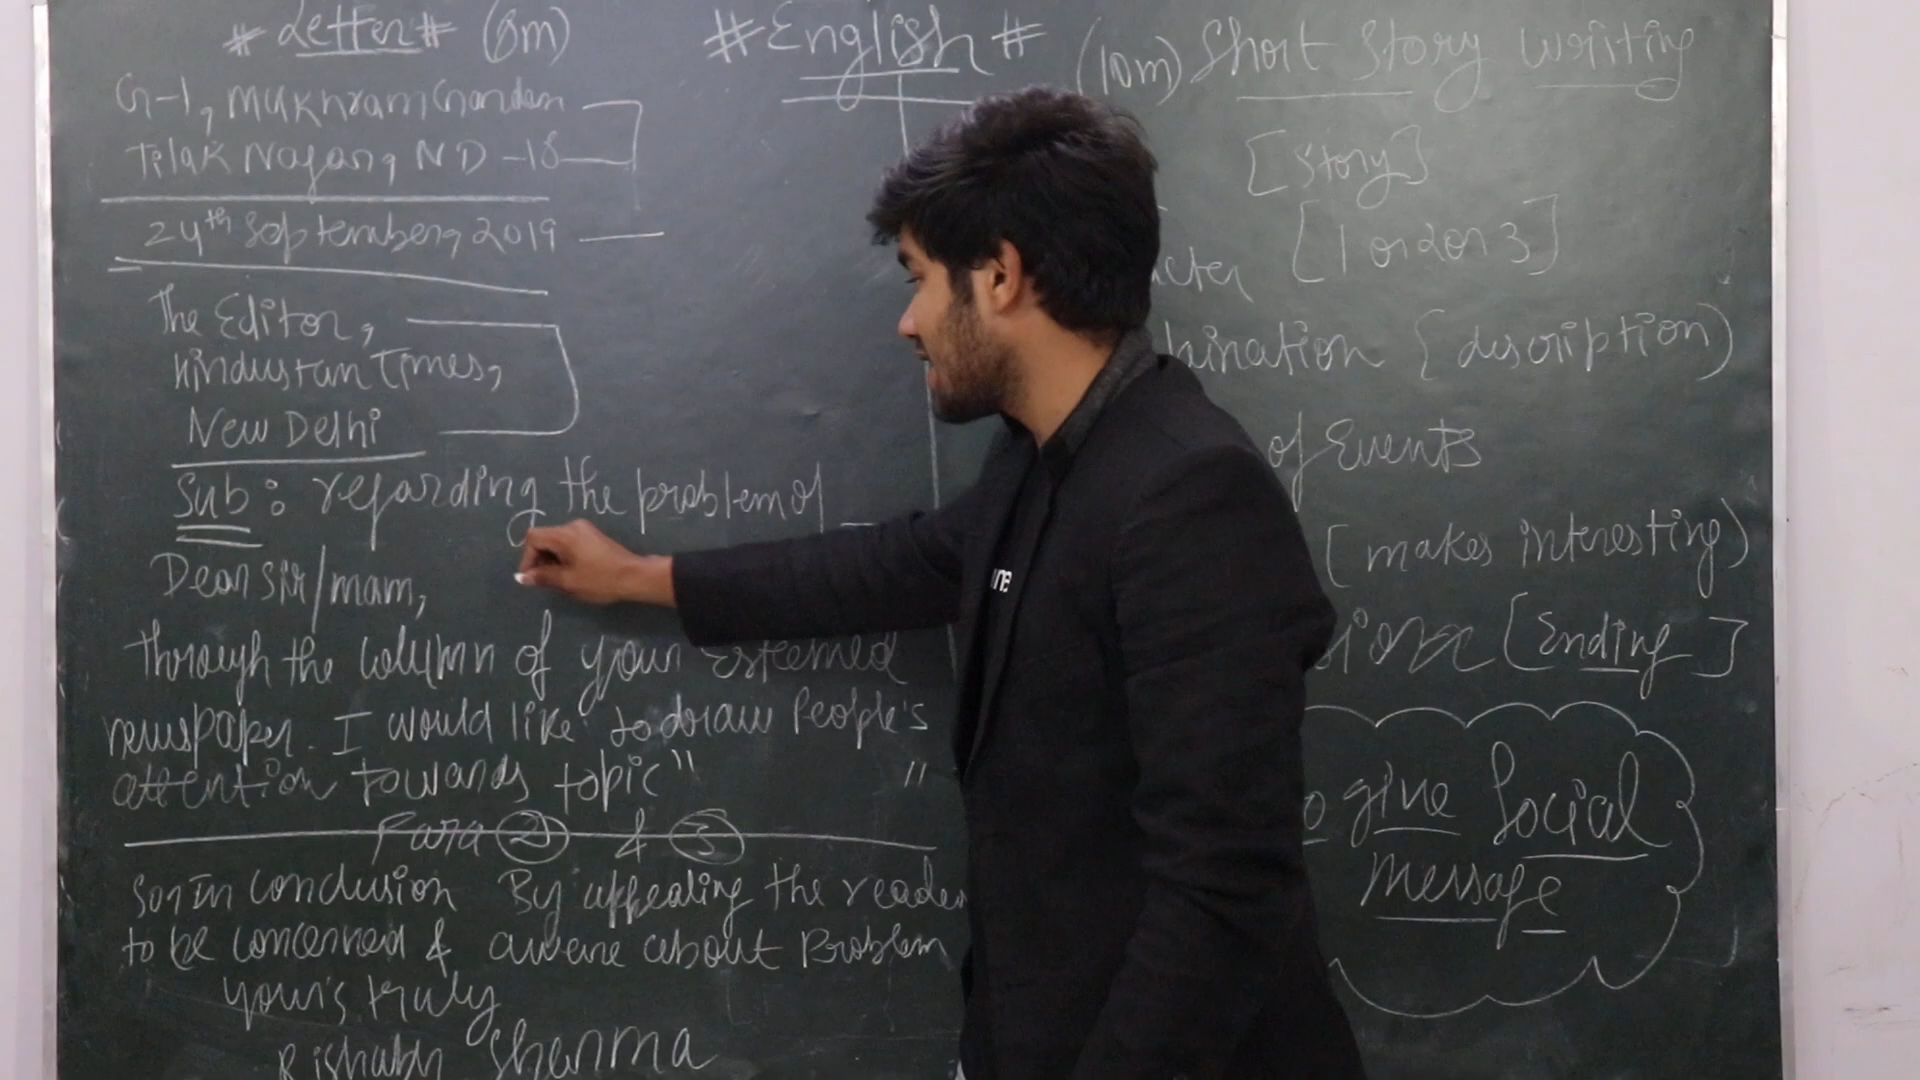 # Letter # (8m)
G-1, Mukhram Garden
Tilak Nagar, ND -18
24th September, 2019
The Editor,
Hindustan Times,
New Delhi
Sub: regarding the problem of
Dear Sir/mam,
through the column of your esteemed
newspaper. I would like to draw People's
attention towards topic " "
Para 2 & 3
So, In conclusion By appealing the reader
to be concerned & aware about Problem
your's truly
Rishabh Sharma
# English #
(10m) Short Story writing
[Story]
[1 or 2 or 3]
(description)
of Events
[makes interesting)
[Ending]
give Social
message